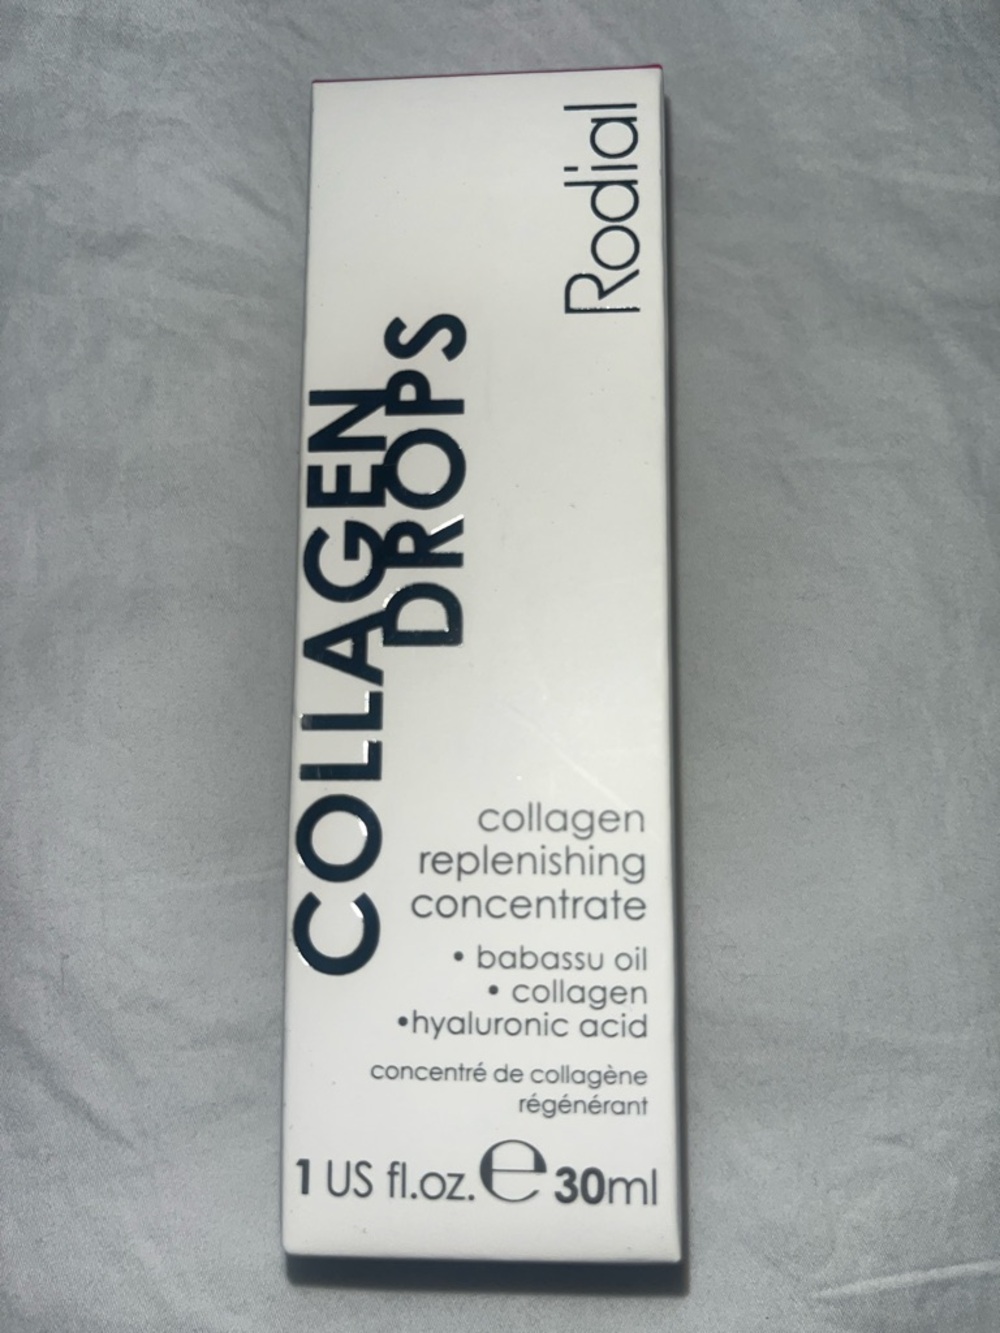 Rodial
COLLAGEN
DROPS
collagen
replenishing
concentrate
• babassu oil
• collagen
•hyaluronic acid
concentré de collagène
régénérant
1 US fl.oz. ℮ 30ml